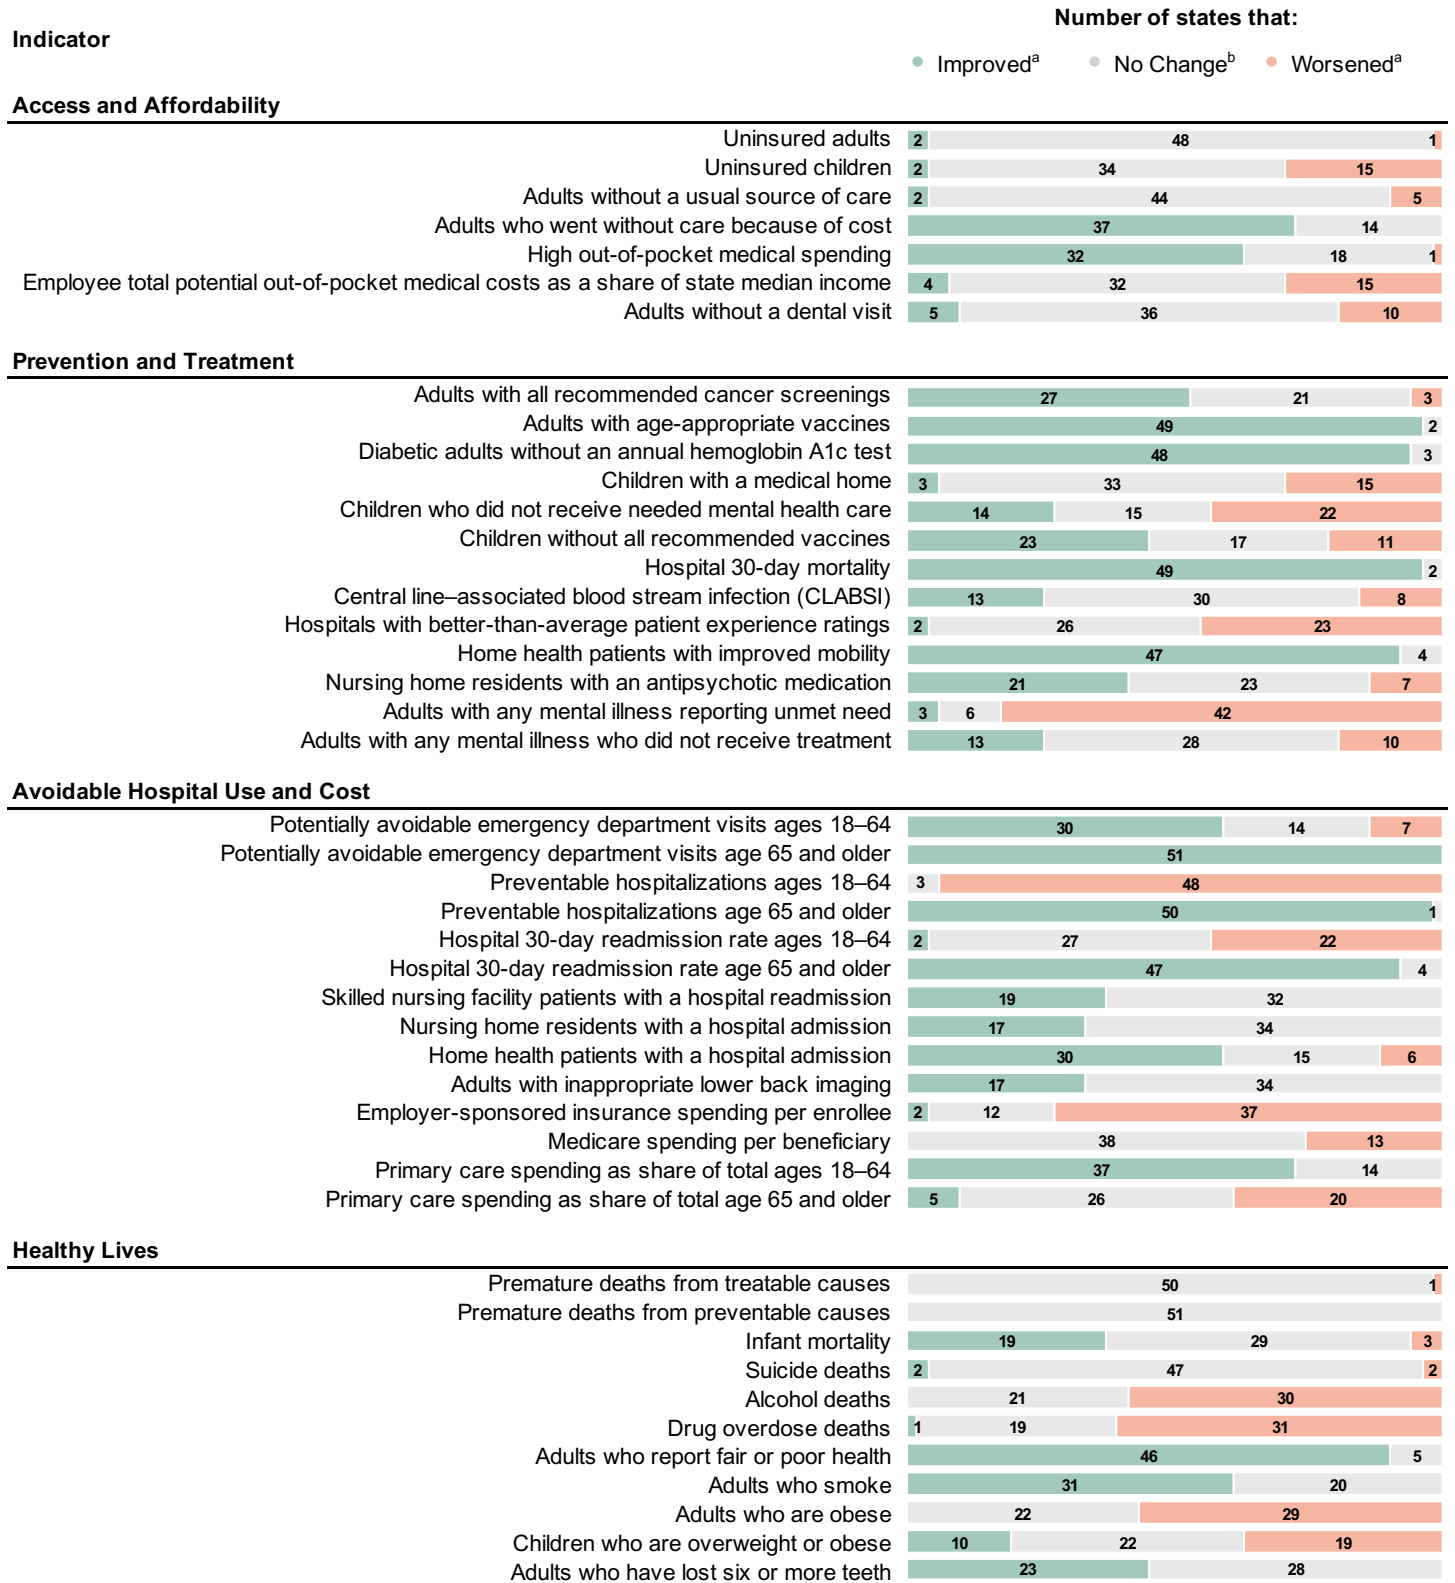 Number of states that:
Indicator
Improvedᵃ No Changeᵇ Worsenedᵃ
Access and Affordability
Uninsured adults 2 48 1
Uninsured children 2 34 15
Adults without a usual source of care 2 44 5
Adults who went without care because of cost 37 14
High out-of-pocket medical spending 32 18 1
Employee total potential out-of-pocket medical costs as a share of state median income 4 32 15
Adults without a dental visit 5 36 10
Prevention and Treatment
Adults with all recommended cancer screenings 27 21 3
Adults with age-appropriate vaccines 49 2
Diabetic adults without an annual hemoglobin A1c test 48 3
Children with a medical home 3 33 15
Children who did not receive needed mental health care 14 15 22
Children without all recommended vaccines 23 17 11
Hospital 30-day mortality 49 2
Central line–associated blood stream infection (CLABSI) 13 30 8
Hospitals with better-than-average patient experience ratings 2 26 23
Home health patients with improved mobility 47 4
Nursing home residents with an antipsychotic medication 21 23 7
Adults with any mental illness reporting unmet need 3 6 42
Adults with any mental illness who did not receive treatment 13 28 10
Avoidable Hospital Use and Cost
Potentially avoidable emergency department visits ages 18–64 30 14 7
Potentially avoidable emergency department visits age 65 and older 51
Preventable hospitalizations ages 18–64 3 48
Preventable hospitalizations age 65 and older 50 1
Hospital 30-day readmission rate ages 18–64 2 27 22
Hospital 30-day readmission rate age 65 and older 47 4
Skilled nursing facility patients with a hospital readmission 19 32
Nursing home residents with a hospital admission 17 34
Home health patients with a hospital admission 30 15 6
Adults with inappropriate lower back imaging 17 34
Employer-sponsored insurance spending per enrollee 2 12 37
Medicare spending per beneficiary 38 13
Primary care spending as share of total ages 18–64 37 14
Primary care spending as share of total age 65 and older 5 26 20
Healthy Lives
Premature deaths from treatable causes 50 1
Premature deaths from preventable causes 51
Infant mortality 19 29 3
Suicide deaths 2 47 2
Alcohol deaths 21 30
Drug overdose deaths 1 19 31
Adults who report fair or poor health 46 5
Adults who smoke 31 20
Adults who are obese 22 29
Children who are overweight or obese 10 22 19
Adults who have lost six or more teeth 23 28